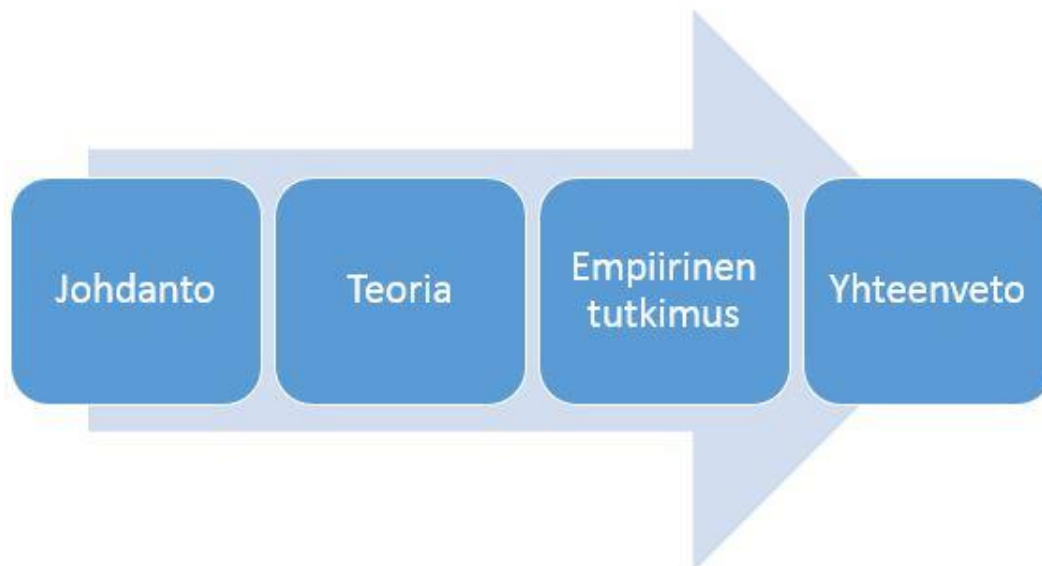 Johdanto
Teoria
Empiirinen
tutkimus
Yhteenveto